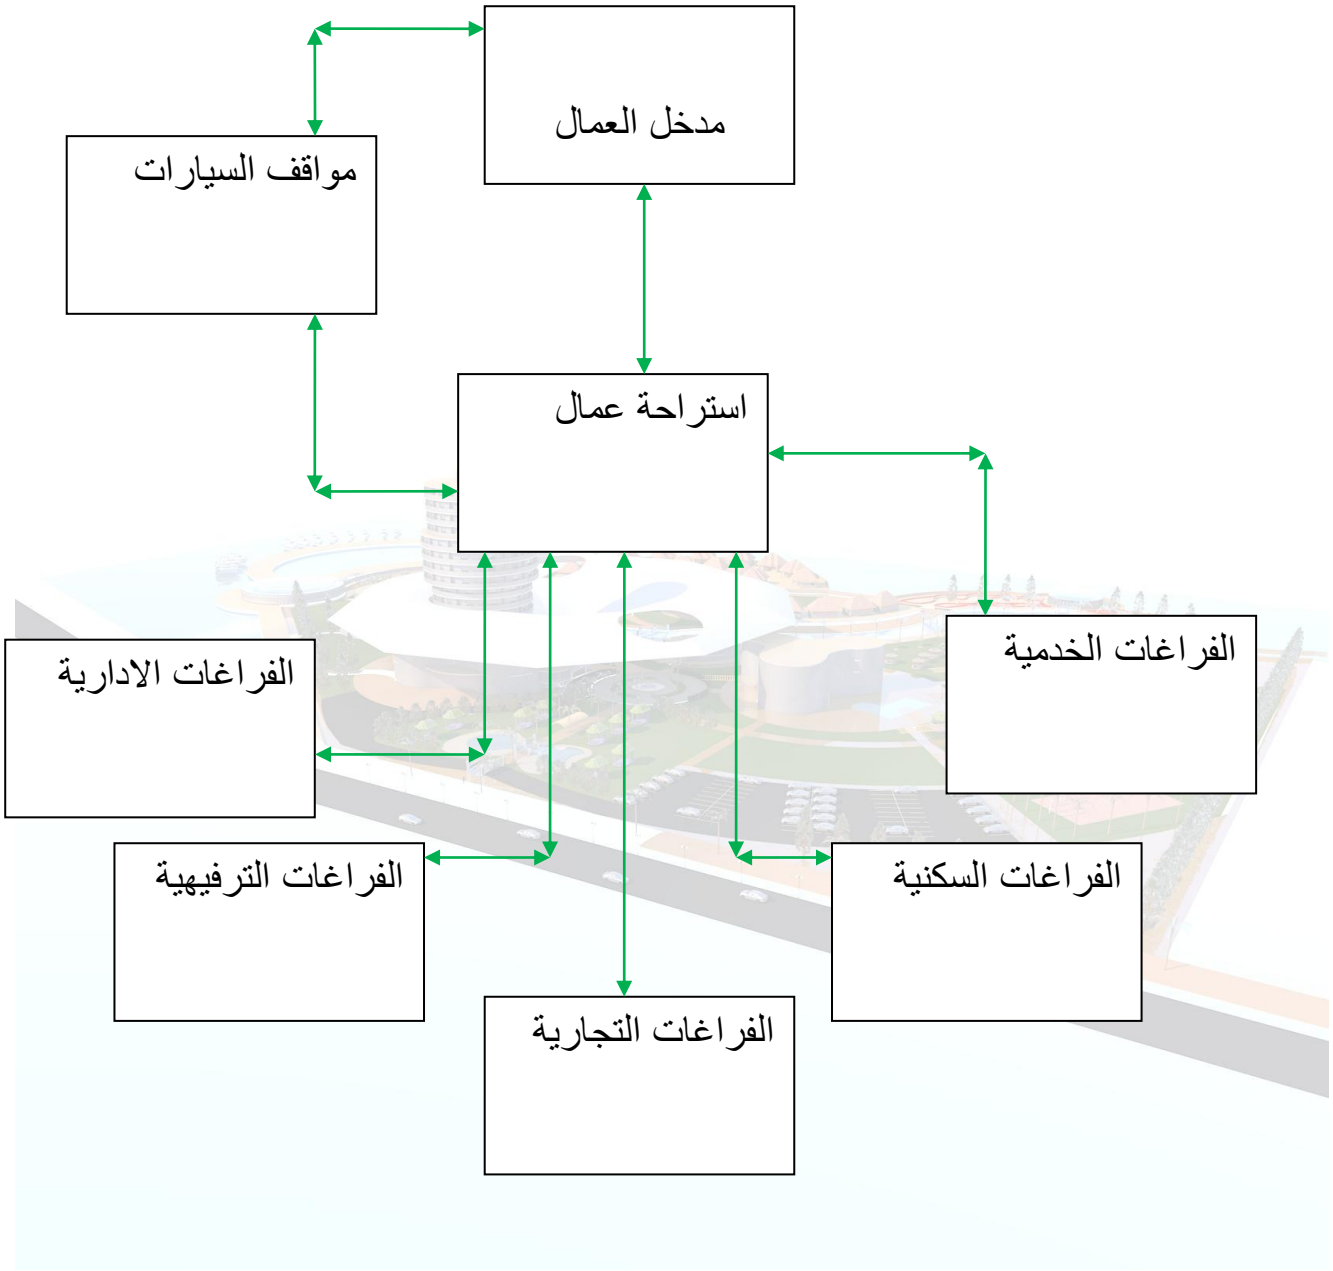 مدخل العمال
مواقف السيارات
استراحة عمال
الفراغات الخدمية
الفراغات الادارية
الفراغات السكنية
الفراغات الترفيهية
الفراغات التجارية